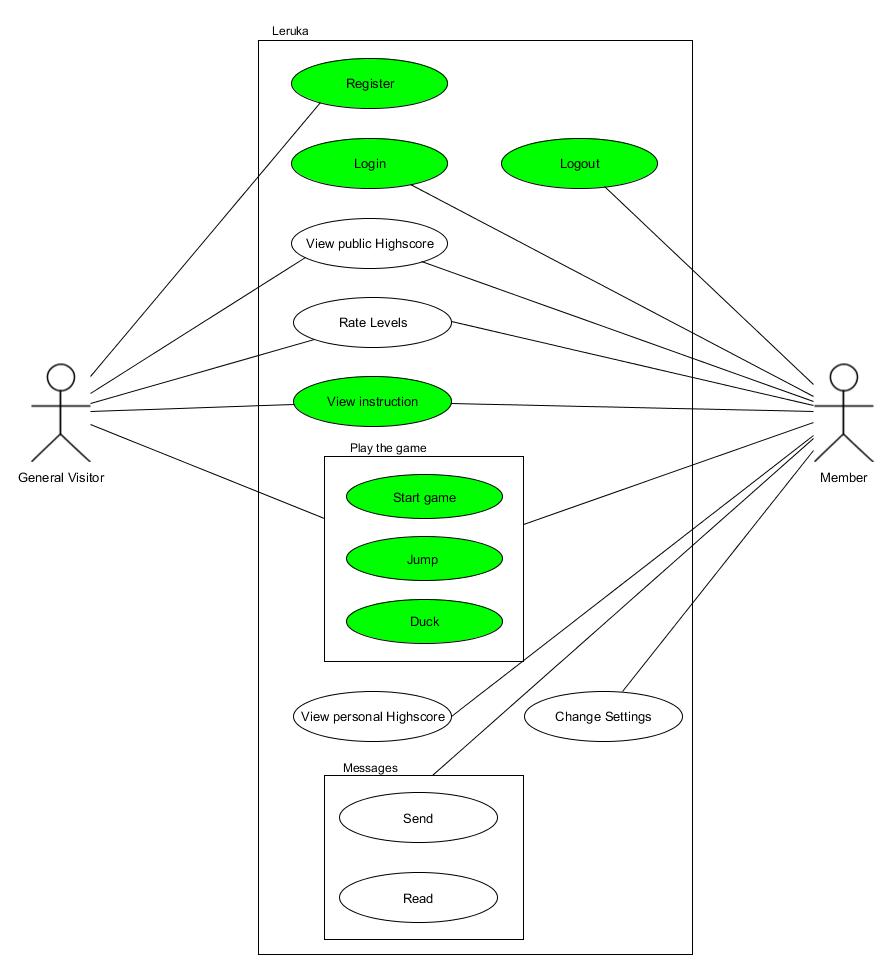 Leruka
Register
Login
Logout
View public Highscore
Rate Levels
View instruction
Play the game
Start game
General Visitor
Member
Jump
Duck
View personal Highscore
Change Settings
Messages
Send
Read